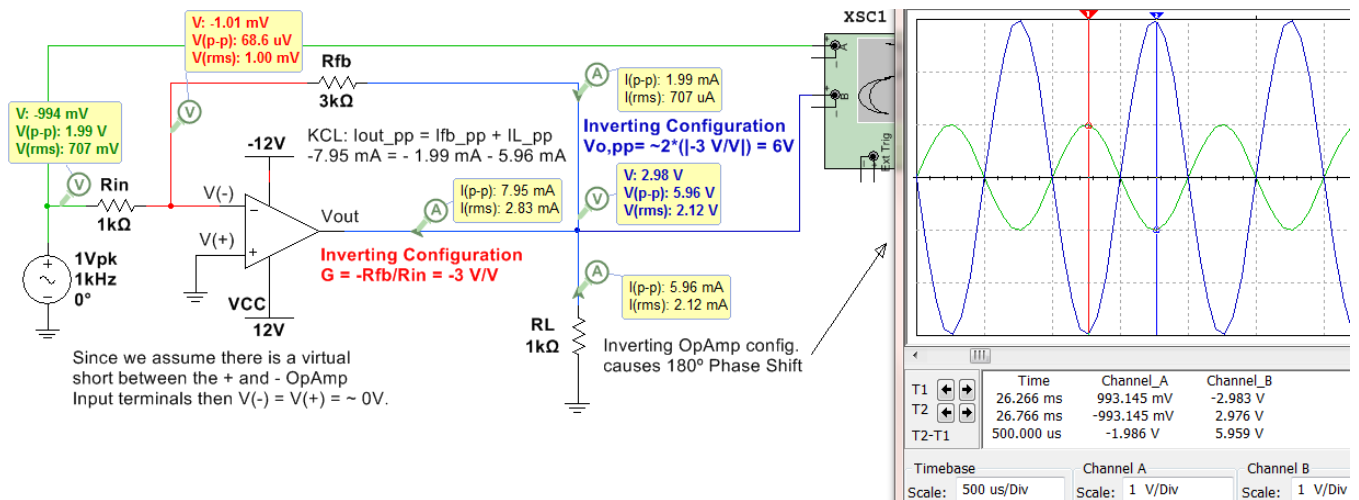 V: -1.01 mV
V(p-p): 68.6 uV
V(rms): 1.00 mV
XSC1
Rfb
3kΩ
A
I(p-p): 1.99 mA
I(rms): 707 uA
V: -994 mV
V(p-p): 1.99 V
V(rms): 707 mV
V
V
KCL: Iout_pp = Ifb_pp + IL_pp
-7.95 mA = - 1.99 mA - 5.96 mA
Inverting Configuration
Vo,pp= ~2*(|-3 V/V|) = 6V
A
B
Ext Trig
-12V
Rin
1kΩ
V(-)
V(+)
I(p-p): 7.95 mA
I(rms): 2.83 mA
A
V: 2.98 V
V(p-p): 5.96 V
V(rms): 2.12 V
V
Vout
Inverting Configuration
G = -Rfb/Rin = -3 V/V
1Vpk
1kHz
0°
VCC
12V
A
I(p-p): 5.96 mA
I(rms): 2.12 mA
RL
1kΩ
Since we assume there is a virtual
short between the + and - OpAmp
Input terminals then V(-) = V(+) = ~ 0V.
Inverting OpAmp config.
causes 180º Phase Shift
1
2
Time Channel_A Channel_B
T1 26.266 ms 993.145 mV -2.983 V
T2 26.766 ms -993.145 mV 2.976 V
T2-T1 500.000 us -1.986 V 5.959 V
Timebase Channel A Channel B
Scale: 500 us/Div Scale: 1 V/Div Scale: 1 V/Div